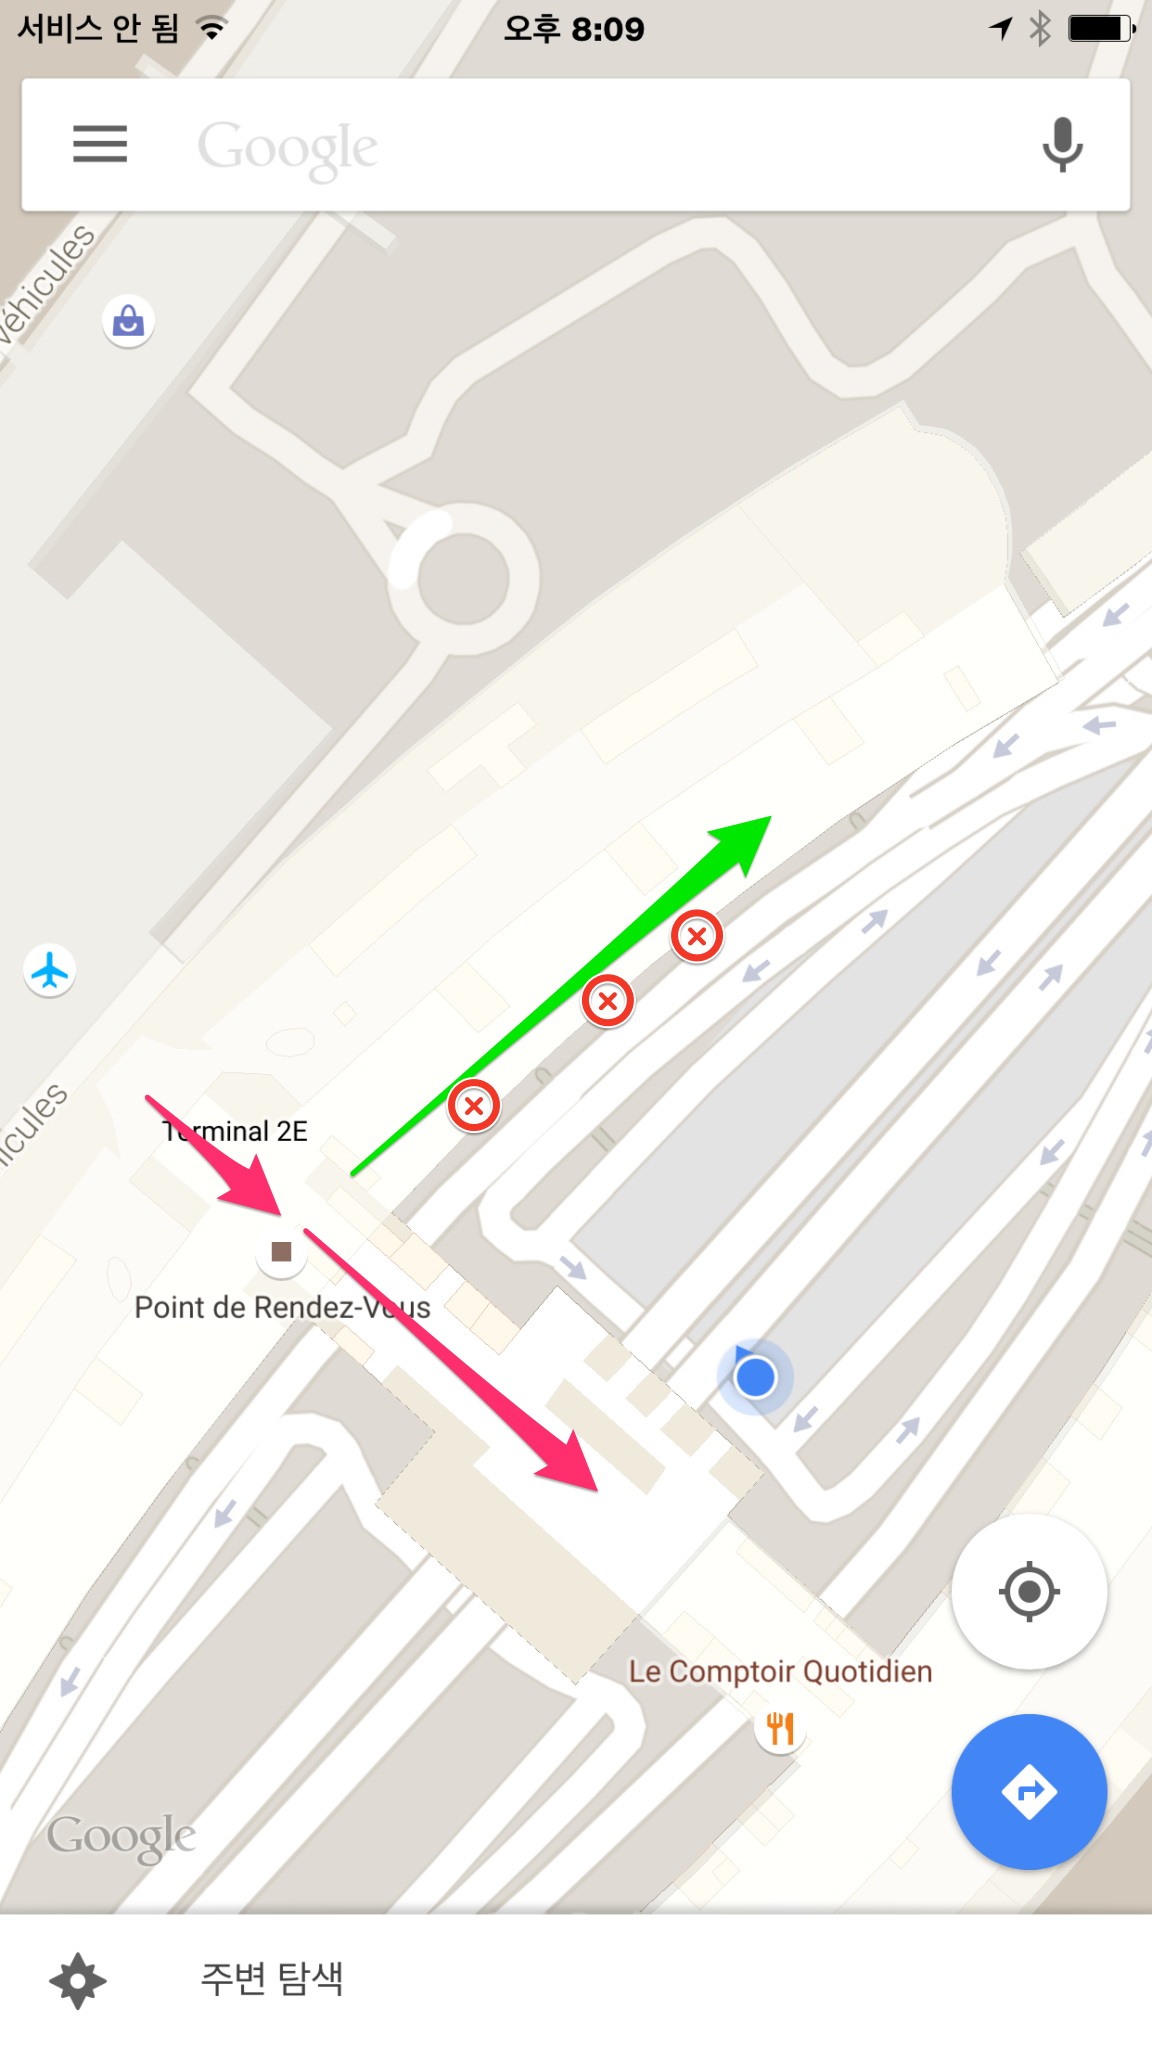 서비스 안 됨
오후 8:09
Google
véhicules
Terminal 2E
hicules
Point de Rendez-Vous
Le Comptoir Quotidien
Google
주변 탐색